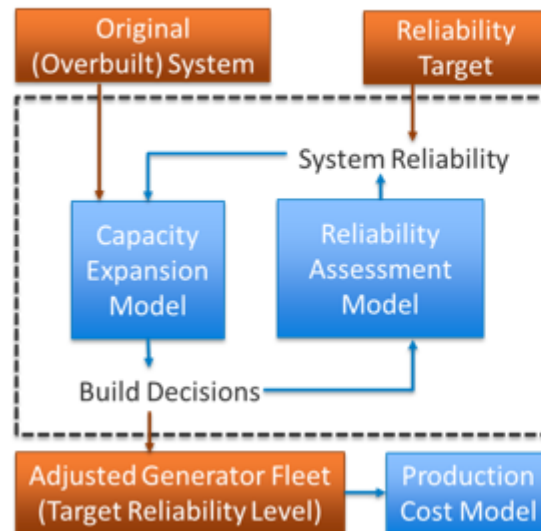 Original
(Overbuilt) System
Reliability
Target
System Reliability
Capacity
Expansion
Model
Reliability
Assessment
Model
Build Decisions
Adjusted Generator Fleet
(Target Reliability Level)
Production
Cost Model